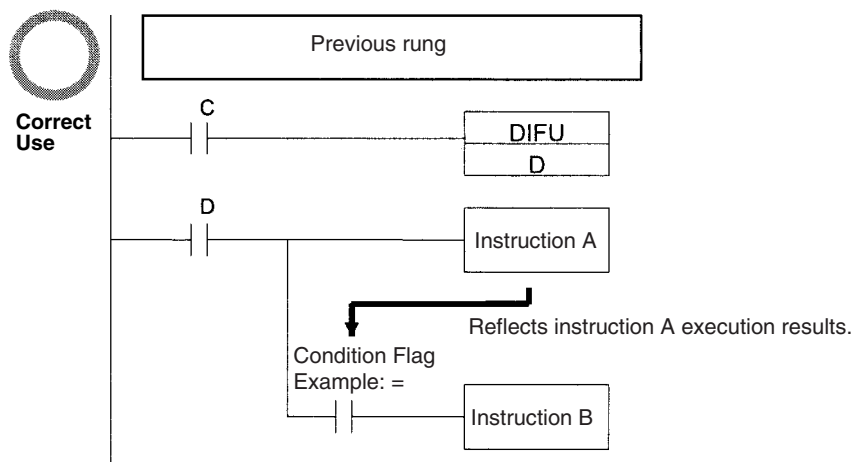 Previous rung
Correct
Use
C
DIFU
D
D
Instruction A
Reflects instruction A execution results.
Condition Flag
Example: =
Instruction B